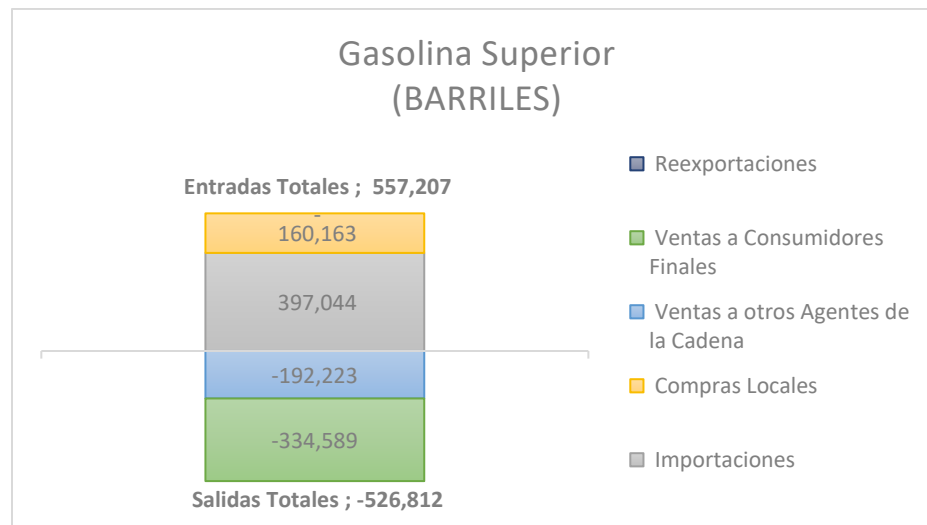 Gasolina Superior
(BARRILES)
Entradas Totales ; 557,207
-
160,163
397,044
-192,223
-334,589
Salidas Totales ; -526,812
Reexportaciones
Ventas a Consumidores
Finales
Ventas a otros Agentes de
la Cadena
Compras Locales
Importaciones